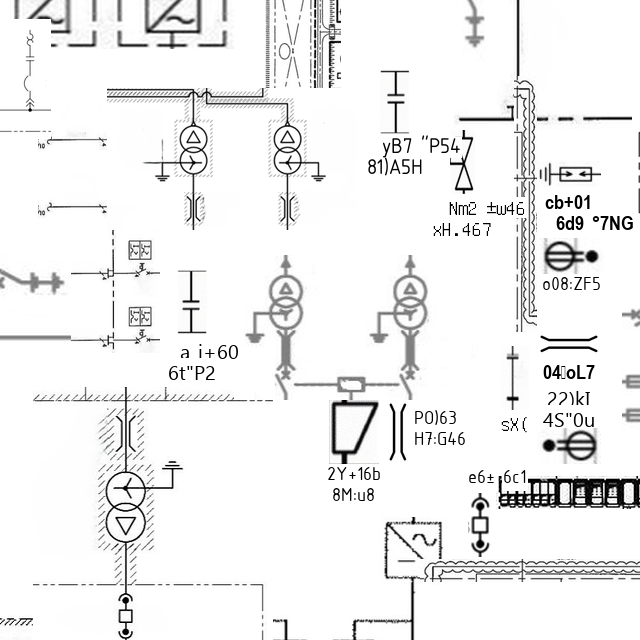 yB7 "P54
81)A5H
Nm2 ±w46
xH.467
cb+01
6d9 °7NG
o08:ZF5
a i+60
6t"P2
04▯oL7
22)kI
4S"0u
sX(
PO)63
H7:G46
2Y+16b
8M:u8
e6± 6c1